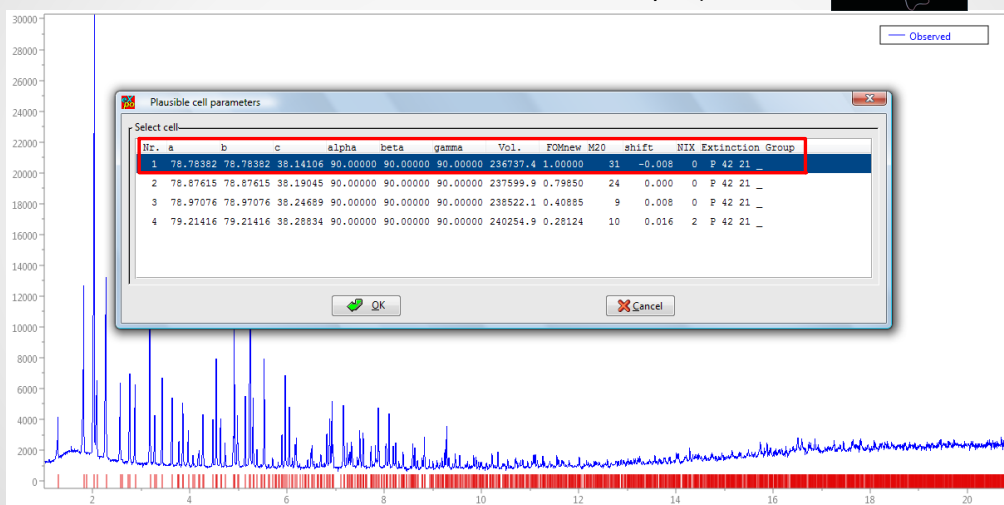 30000
28000
26000
24000
22000
20000
18000
16000
14000
12000
10000
8000
6000
4000
2000
0
Observed
Plausible cell parameters
Select cell
Nr. a b c alpha beta gamma Vol. FOMnew M20 shift NIX Extinction Group
1 78.78382 78.78382 38.14106 90.00000 90.00000 90.00000 236737.4 1.00000 31 -0.008 0 P 42 21 _
2 78.87615 78.87615 38.19045 90.00000 90.00000 90.00000 237599.9 0.79850 24 0.000 0 P 42 21 _
3 78.97076 78.97076 38.24689 90.00000 90.00000 90.00000 238522.1 0.40885 9 0.008 0 P 42 21 _
4 79.21416 79.21416 38.28834 90.00000 90.00000 90.00000 240254.9 0.28124 10 0.016 2 P 42 21 _
OK Cancel
2 4 6 8 10 12 14 16 18 20